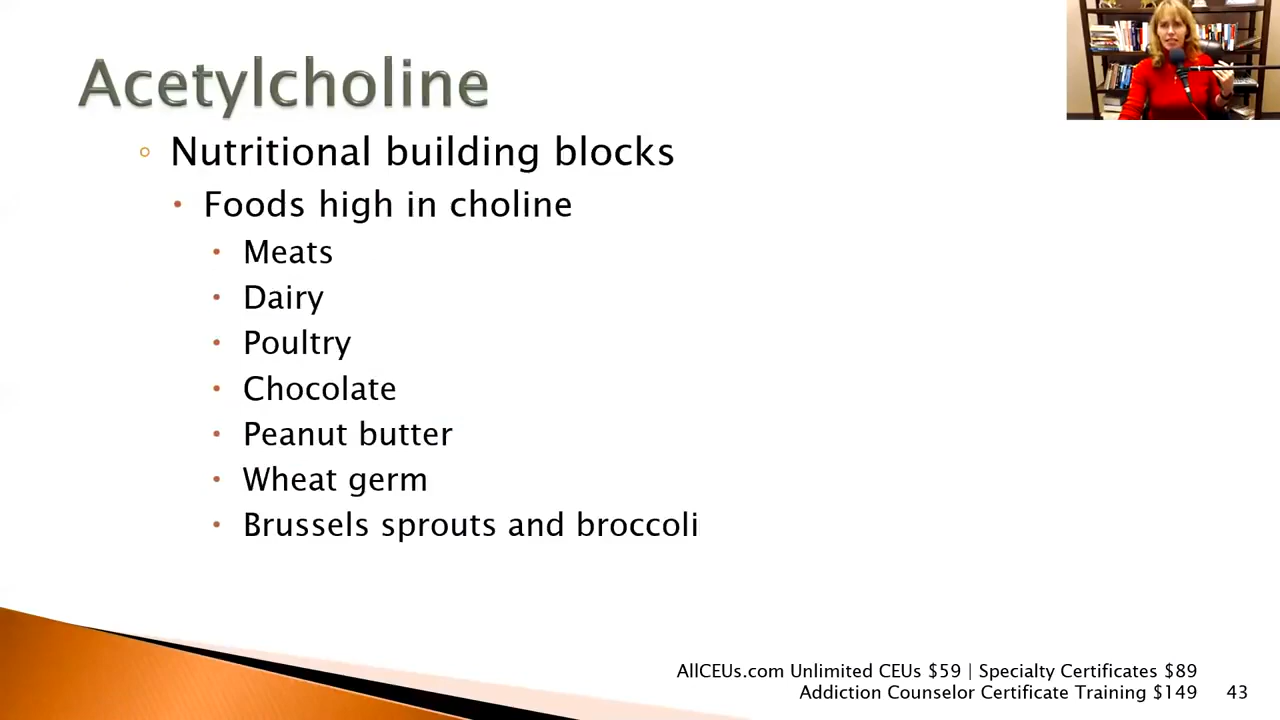 Acetylcholine
Nutritional building blocks
Foods high in choline
Meats
Dairy
Poultry
Chocolate
Peanut butter
Wheat germ
Brussels sprouts and broccoli
AllCEUs.com Unlimited CEUs $59 | Specialty Certificates $89
Addiction Counselor Certificate Training $149
43